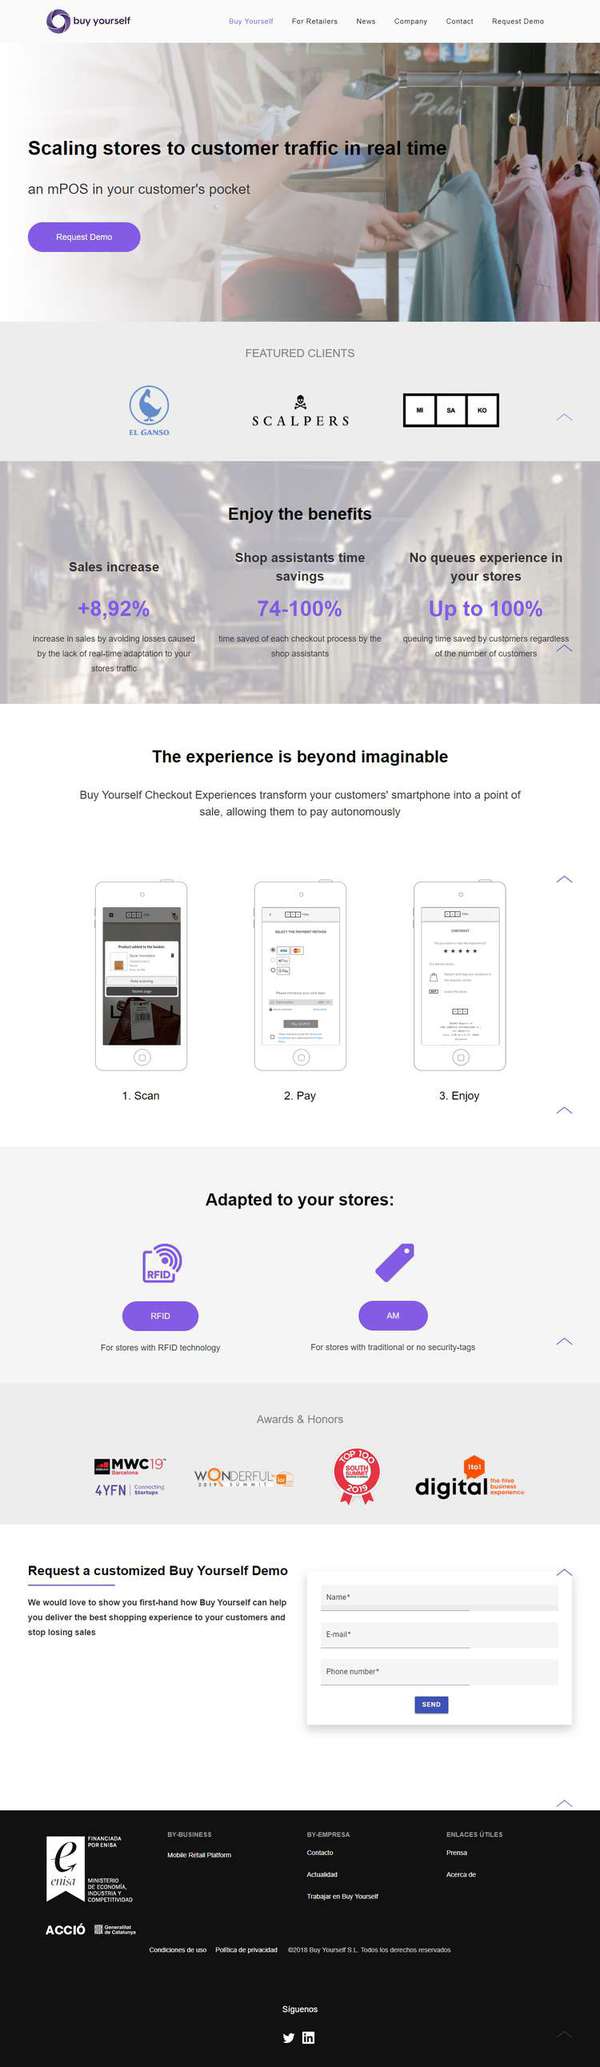 buy yourself
Buy Yourself
For Retailers
News
Company
Contact
Request Demo
Scaling stores to customer traffic in real time
an mPOS in your customer's pocket
Request Demo
FEATURED CLIENTS
EL GANSO
SCALPERS
MI SA KO
Enjoy the benefits
Sales increase
+8,92%
increase in sales by avoiding losses caused
by the lack of real-time adaptation to your
stores traffic
Shop assistants time
savings
74-100%
time saved of each checkout process by the
shop assistants
No queues experience in
your stores
Up to 100%
queuing time saved by customers regardless
of the number of customers
The experience is beyond imaginable
Buy Yourself Checkout Experiences transform your customers' smartphone into a point of
sale, allowing them to pay autonomously
Product added to the basket
SELECT THE PAYMENT METHOD
1. Scan
2. Pay
3. Enjoy
Adapted to your stores:
RFID
RFID
For stores with RFID technology
AM
For stores with traditional or no security-tags
Awards & Honors
MWC19
Barcelona
4YFN Connecting
Startups
WONDERFUL
2019 SUMMIT
TOP 100
SOUTH
SUMMIT
2019
1to1
digital
the hive
business
experience
Request a customized Buy Yourself Demo
We would love to show you first-hand how Buy Yourself can help
you deliver the best shopping experience to your customers and
stop losing sales
Name*
E-mail*
Phone number*
SEND
FINANCIADA
POR ENISA
enisa
MINISTERIO
DE ECONOMÍA,
INDUSTRIA Y
COMPETITIVIDAD
ACCIÓ
Generalitat
de Catalunya
BY-BUSINESS
Mobile Retail Platform
BY-EMPRESA
Contacto
Actualidad
Trabajar en Buy Yourself
ENLACES ÚTILES
Prensa
Acerca de
Condiciones de uso
Política de privacidad
©2018 Buy Yourself S.L. Todos los derechos reservados
Síguenos